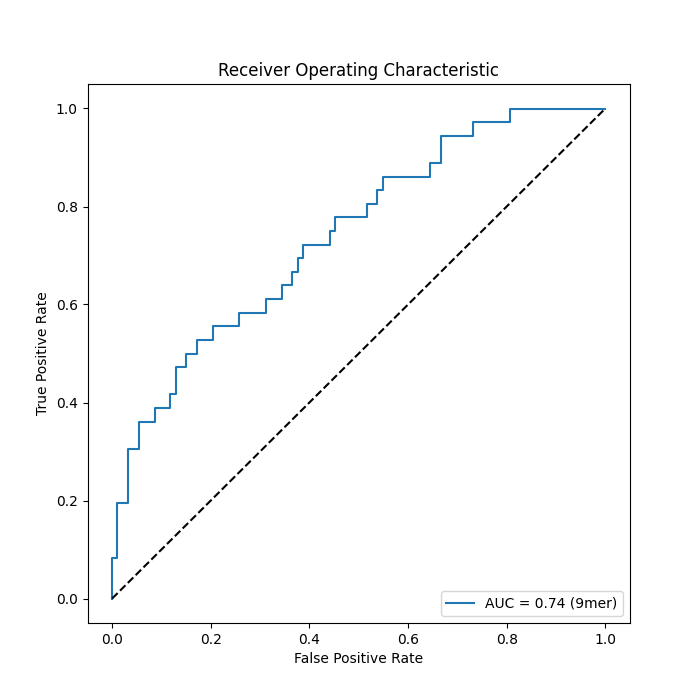 Receiver Operating Characteristic
True Positive Rate
1.0
0.8
0.6
0.4
0.2
0.0
AUC = 0.74 (9mer)
0.0 0.2 0.4 0.6 0.8 1.0
False Positive Rate